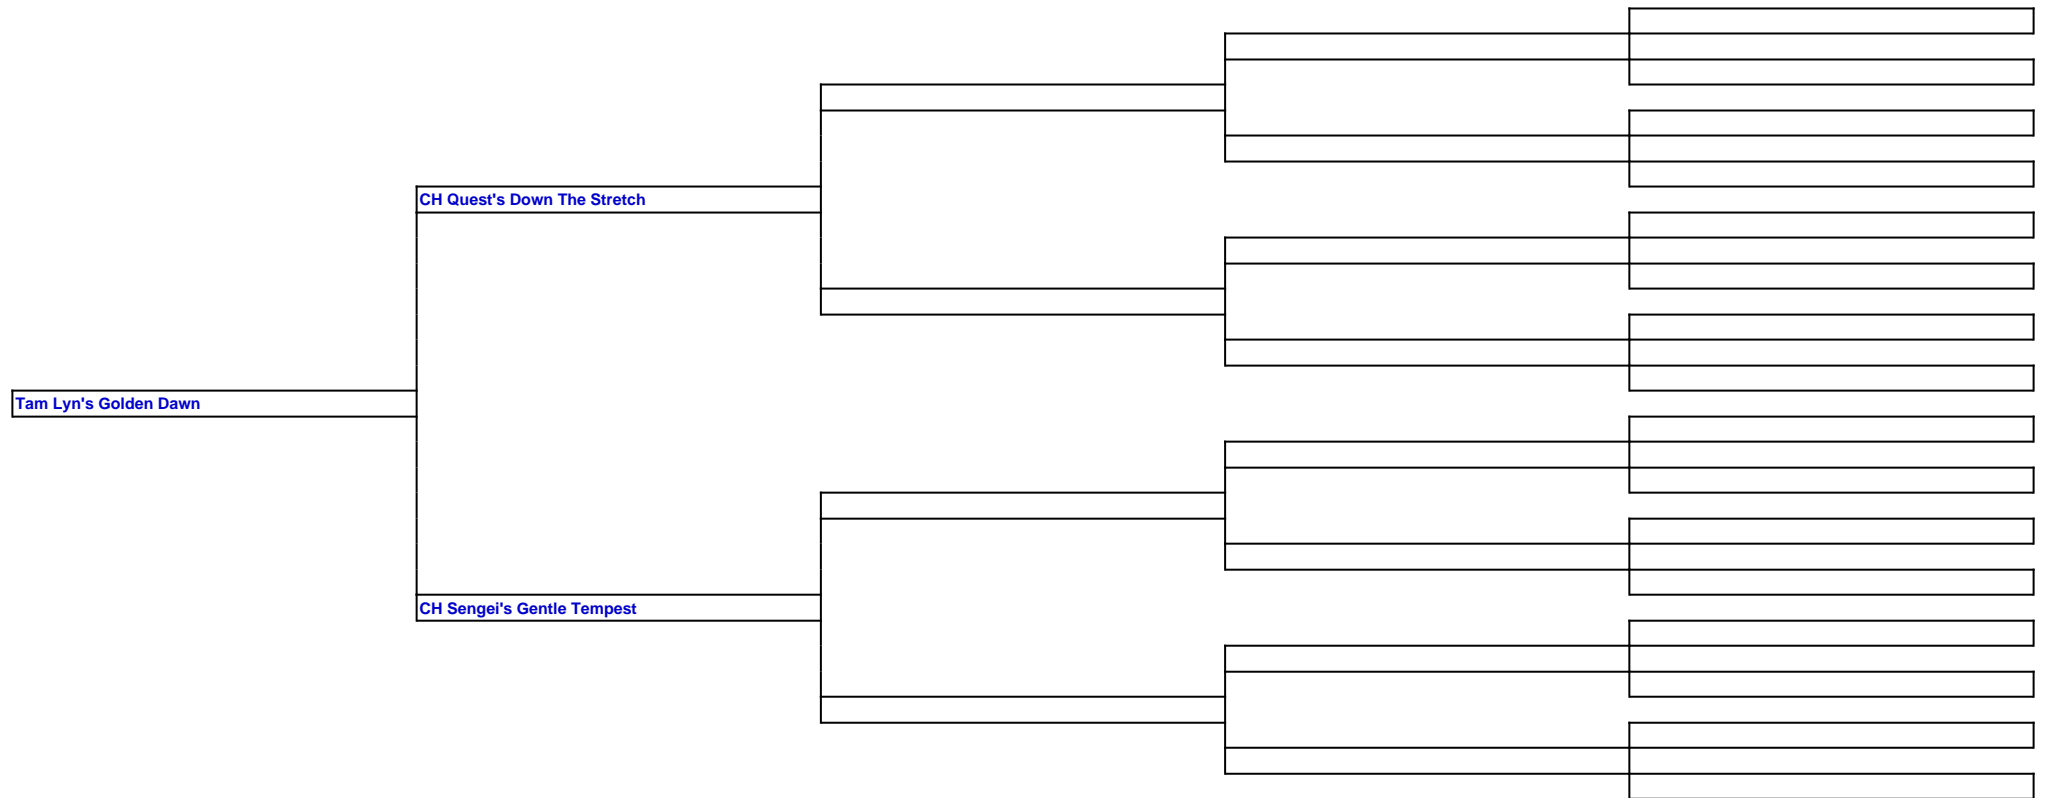 CH Quest's Down The Stretch
Tam Lyn's Golden Dawn
CH Sengei's Gentle Tempest